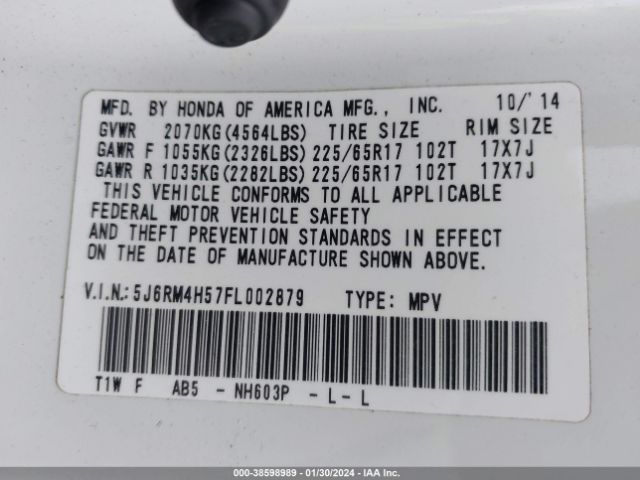 MFD. BY HONDA OF AMERICA MFG., INC. 10/'14
GVWR 2070KG(4564LBS) TIRE SIZE RIM SIZE
GAWR F 1055KG(2326LBS) 225/65R17 102T 17X7J
GAWR R 1035KG(2282LBS) 225/65R17 102T 17X7J
THIS VEHICLE CONFORMS TO ALL APPLICABLE
FEDERAL MOTOR VEHICLE SAFETY
AND THEFT PREVENTION STANDARDS IN EFFECT
ON THE DATE OF MANUFACTURE SHOWN ABOVE.
V.I.N.: 5J6RM4H57FL002879 TYPE: MPV
T1W F AB5 - NH603P - L - L
000-38598989 | 01/30/2024 | IAA Inc.